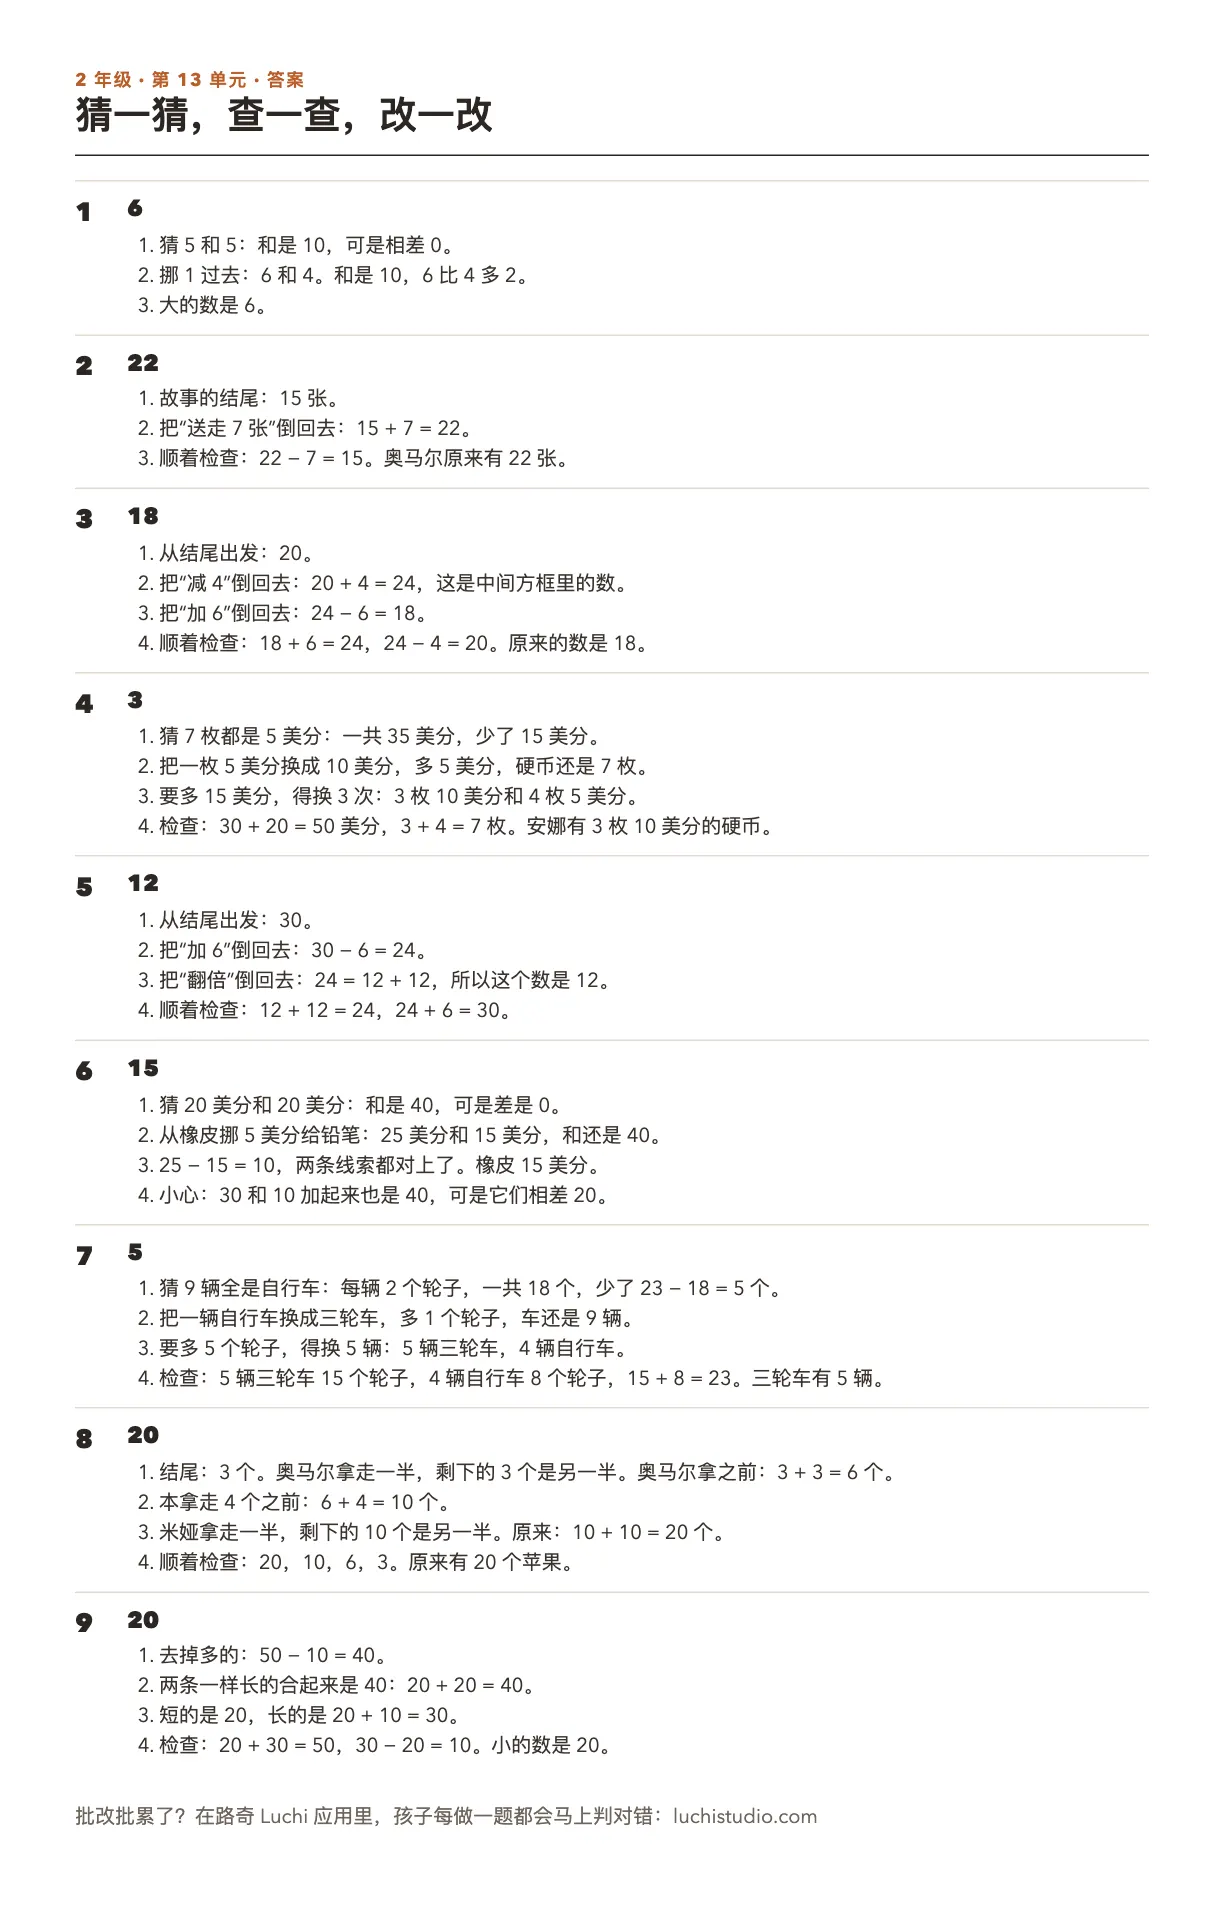 2 年级 · 第 13 单元 · 答案
猜一猜，查一查，改一改
1 6
1. 猜 5 和 5：和是 10，可是相差 0。
2. 挪 1 过去：6 和 4。和是 10，6 比 4 多 2。
3. 大的数是 6。
2 22
1. 故事的结尾：15 张。
2. 把“送走 7 张”倒回去：15 + 7 = 22。
3. 顺着检查：22 − 7 = 15。奥马尔原来有 22 张。
3 18
1. 从结尾出发：20。
2. 把“减 4”倒回去：20 + 4 = 24，这是中间方框里的数。
3. 把“加 6”倒回去：24 − 6 = 18。
4. 顺着检查：18 + 6 = 24，24 − 4 = 20。原来的数是 18。
4 3
1. 猜 7 枚都是 5 美分：一共 35 美分，少了 15 美分。
2. 把一枚 5 美分换成 10 美分，多 5 美分，硬币还是 7 枚。
3. 要多 15 美分，得换 3 次：3 枚 10 美分和 4 枚 5 美分。
4. 检查：30 + 20 = 50 美分，3 + 4 = 7 枚。安娜有 3 枚 10 美分的硬币。
5 12
1. 从结尾出发：30。
2. 把“加 6”倒回去：30 − 6 = 24。
3. 把“翻倍”倒回去：24 = 12 + 12，所以这个数是 12。
4. 顺着检查：12 + 12 = 24，24 + 6 = 30。
6 15
1. 猜 20 美分和 20 美分：和是 40，可是差是 0。
2. 从橡皮挪 5 美分给铅笔：25 美分和 15 美分，和还是 40。
3. 25 − 15 = 10，两条线索都对上了。橡皮 15 美分。
4. 小心：30 和 10 加起来也是 40，可是它们相差 20。
7 5
1. 猜 9 辆全是自行车：每辆 2 个轮子，一共 18 个，少了 23 − 18 = 5 个。
2. 把一辆自行车换成三轮车，多 1 个轮子，车还是 9 辆。
3. 要多 5 个轮子，得换 5 辆：5 辆三轮车，4 辆自行车。
4. 检查：5 辆三轮车 15 个轮子，4 辆自行车 8 个轮子，15 + 8 = 23。三轮车有 5 辆。
8 20
1. 结尾：3 个。奥马尔拿走一半，剩下的 3 个是另一半。奥马尔拿之前：3 + 3 = 6 个。
2. 本拿走 4 个之前：6 + 4 = 10 个。
3. 米娅拿走一半，剩下的 10 个是另一半。原来：10 + 10 = 20 个。
4. 顺着检查：20，10，6，3。原来有 20 个苹果。
9 20
1. 去掉多的：50 − 10 = 40。
2. 两条一样长的合起来是 40：20 + 20 = 40。
3. 短的是 20，长的是 20 + 10 = 30。
4. 检查：20 + 30 = 50，30 − 20 = 10。小的数是 20。
批改批累了？在路奇 Luchi 应用里，孩子每做一题都会马上判对错：luchistudio.com